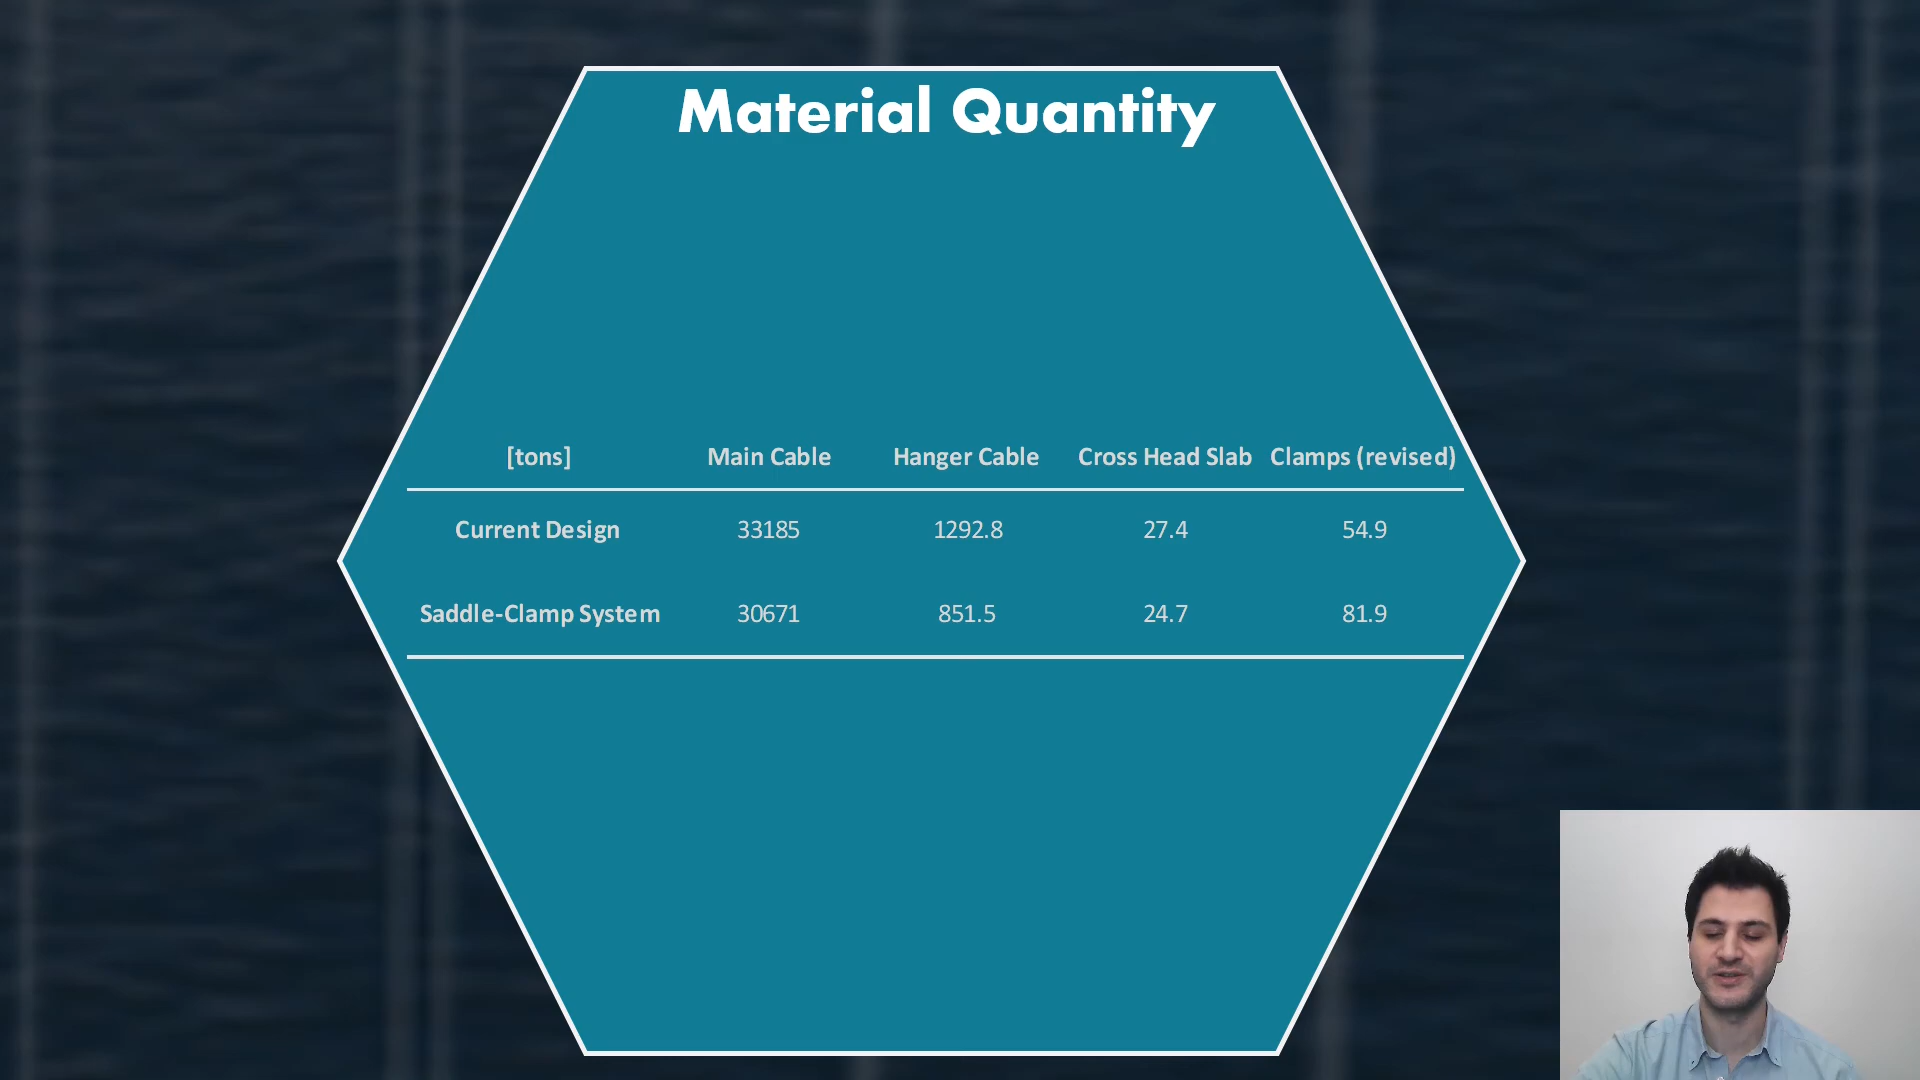 Material Quantity
[tons] Main Cable Hanger Cable Cross Head Slab Clamps (revised)
Current Design 33185 1292.8 27.4 54.9
Saddle-Clamp System 30671 851.5 24.7 81.9